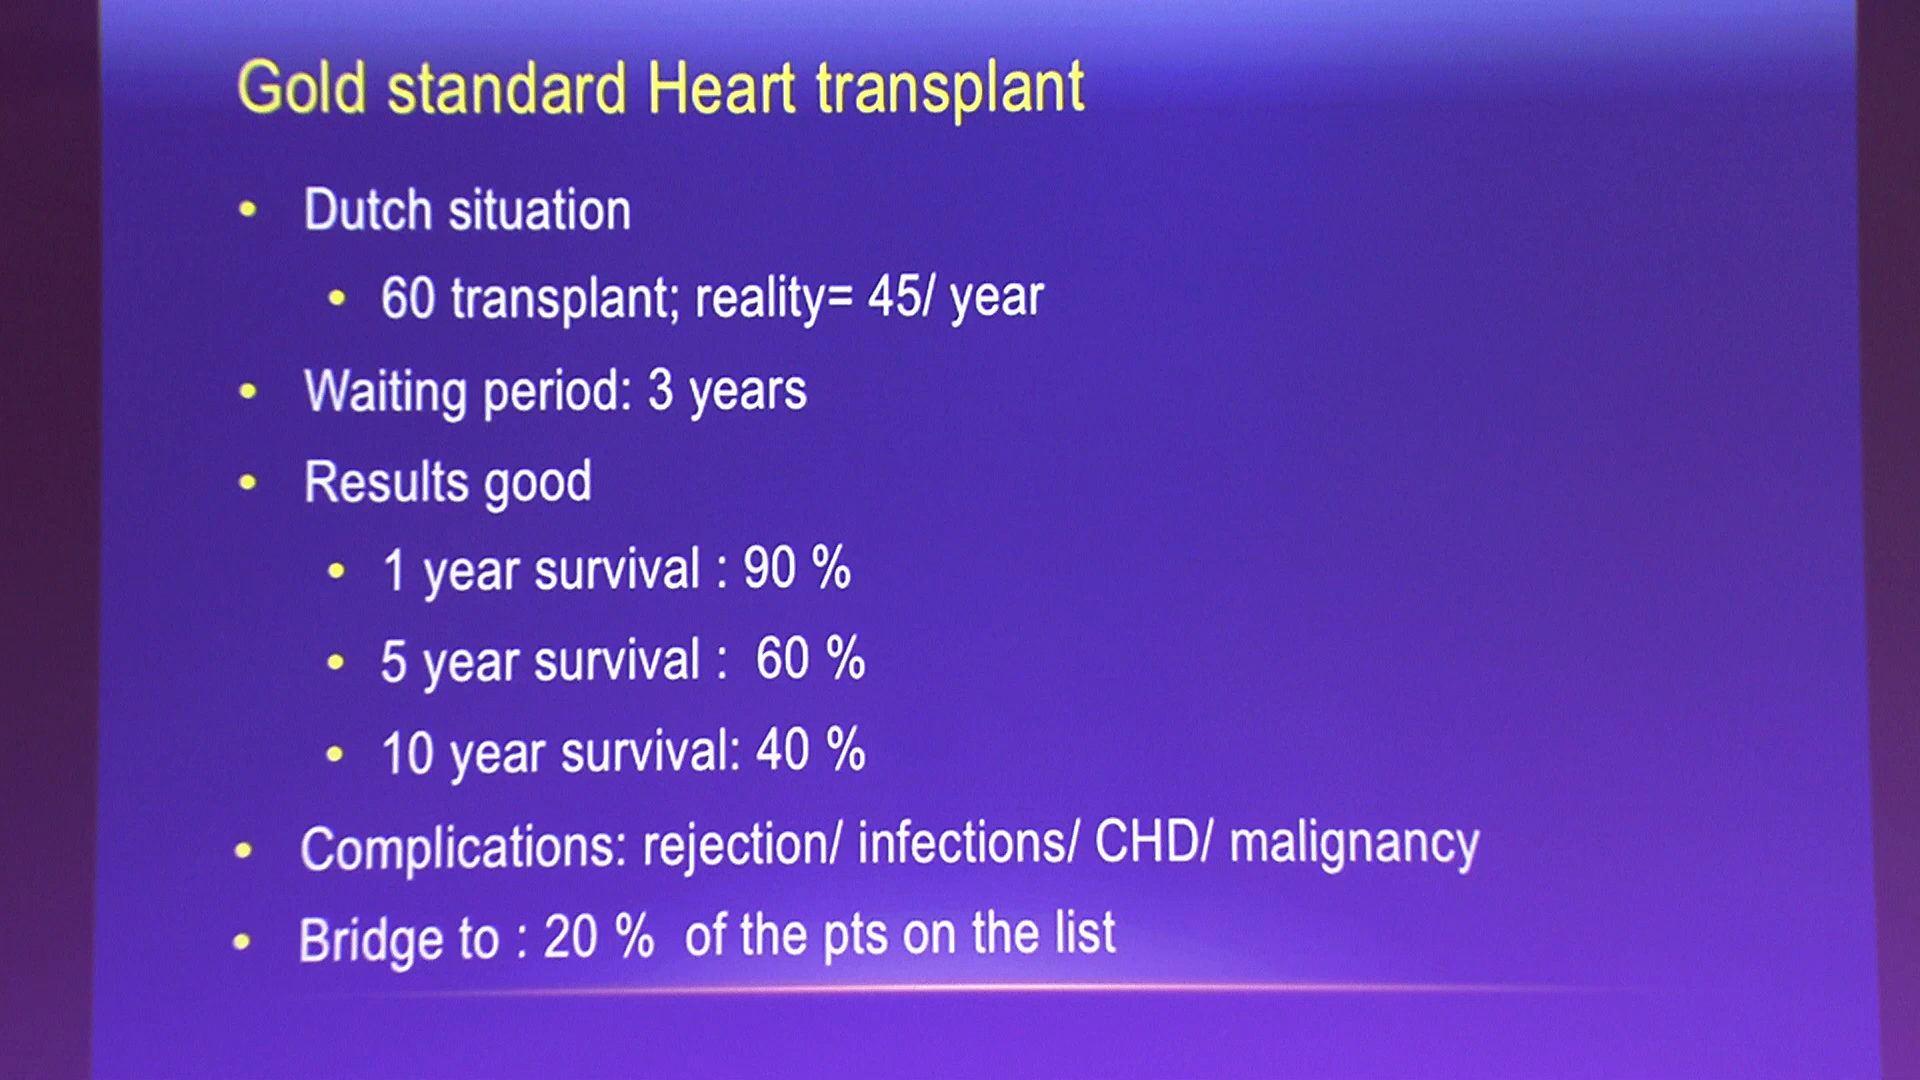 Gold standard Heart transplant
• Dutch situation
• 60 transplant; reality= 45/ year
• Waiting period: 3 years
• Results good
• 1 year survival : 90 %
• 5 year survival :  60 %
• 10 year survival: 40 %
• Complications: rejection/ infections/ CHD/ malignancy
• Bridge to : 20 %  of the pts on the list